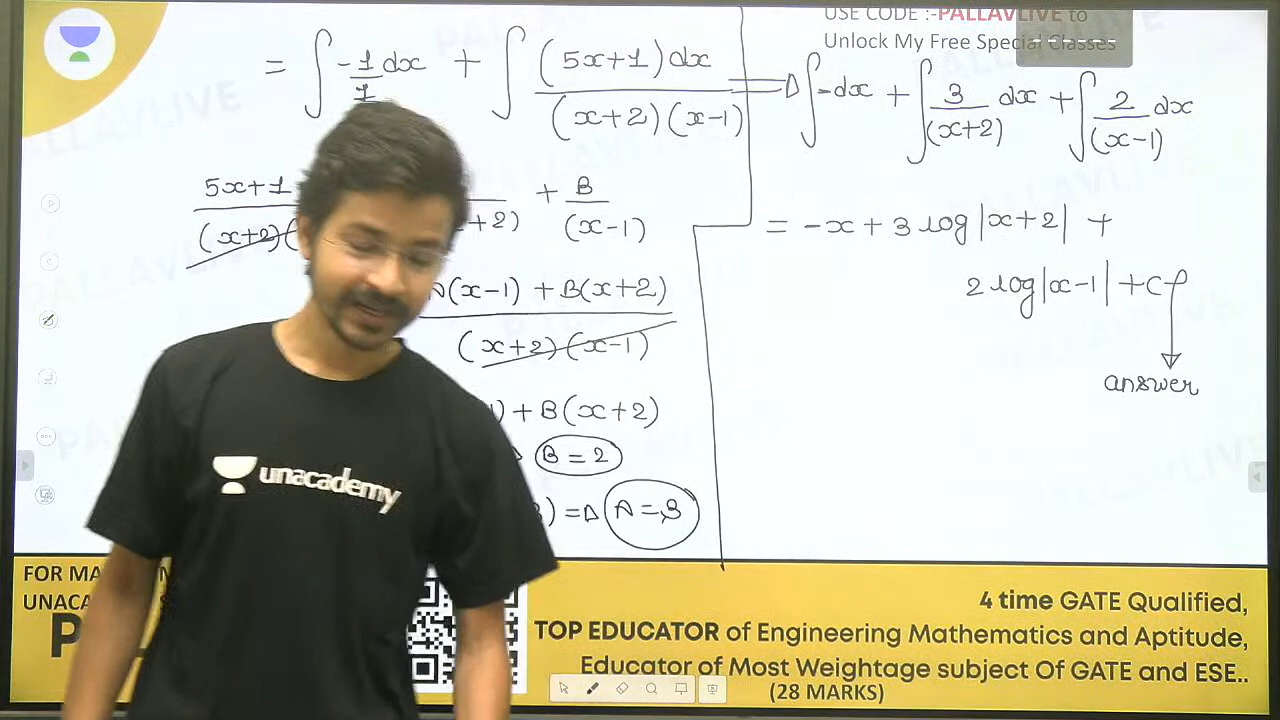 USE CODE :-PALLAVLIVE to
Unlock My Free Special Classes
= ∫ -1/1 dx + ∫ (5x+1)dx / (x+2)(x-1)
⇒ ∫-dx + ∫ 3/(x+2) dx + ∫ 2/(x-1) dx
5x+1 / (x+2)( +2) + B/(x-1)
A(x-1) + B(x+2) / (x+2)(x-1)
) + B(x+2)
B = 2
) ⇒ A = 3
= -x + 3 log|x+2| +
2 log|x-1| + C
answer
unacademy
FOR MA
UNACA
P
4 time GATE Qualified,
TOP EDUCATOR of Engineering Mathematics and Aptitude,
Educator of Most Weightage subject Of GATE and ESE..
(28 MARKS)